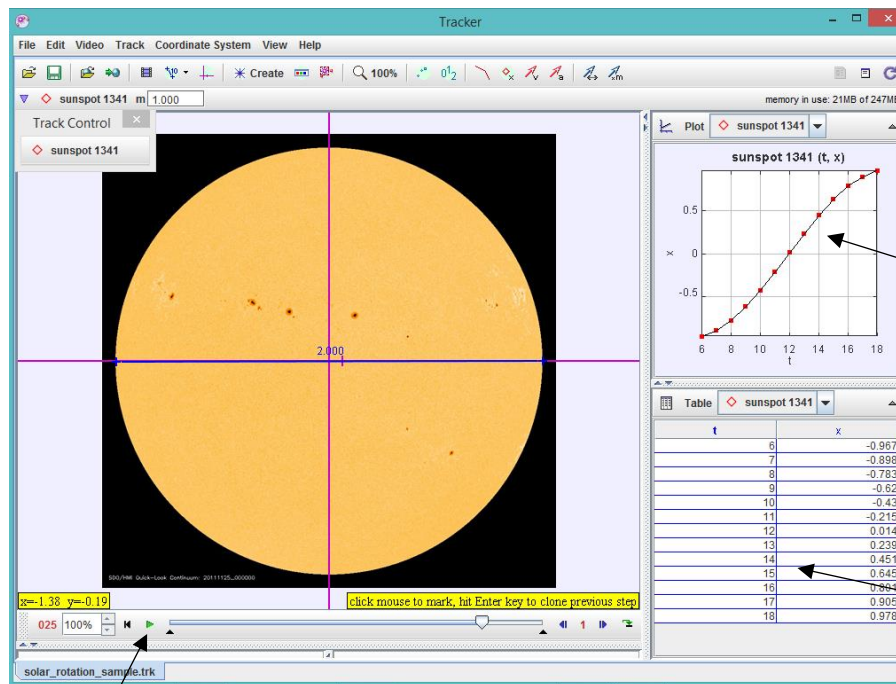 Tracker
File Edit Video Track Coordinate System View Help
Create 100%
sunspot 1341 m 1.000 memory in use: 21MB of 247MB
Track Control
sunspot 1341
2.000
SDO/HMI Quick-Look Continuum: 20111125_000000
x=-1.38 y=-0.19 click mouse to mark, hit Enter key to clone previous step
025 100% 1
solar_rotation_sample.trk
Plot sunspot 1341
sunspot 1341 (t, x)
0.5
x 0
-0.5
6 8 10 12 14 16 18
t
Table sunspot 1341
t x
6 -0.967
7 -0.898
8 -0.783
9 -0.62
10 -0.43
11 -0.215
12 0.014
13 0.239
14 0.451
15 0.645
16 0.801
17 0.905
18 0.978